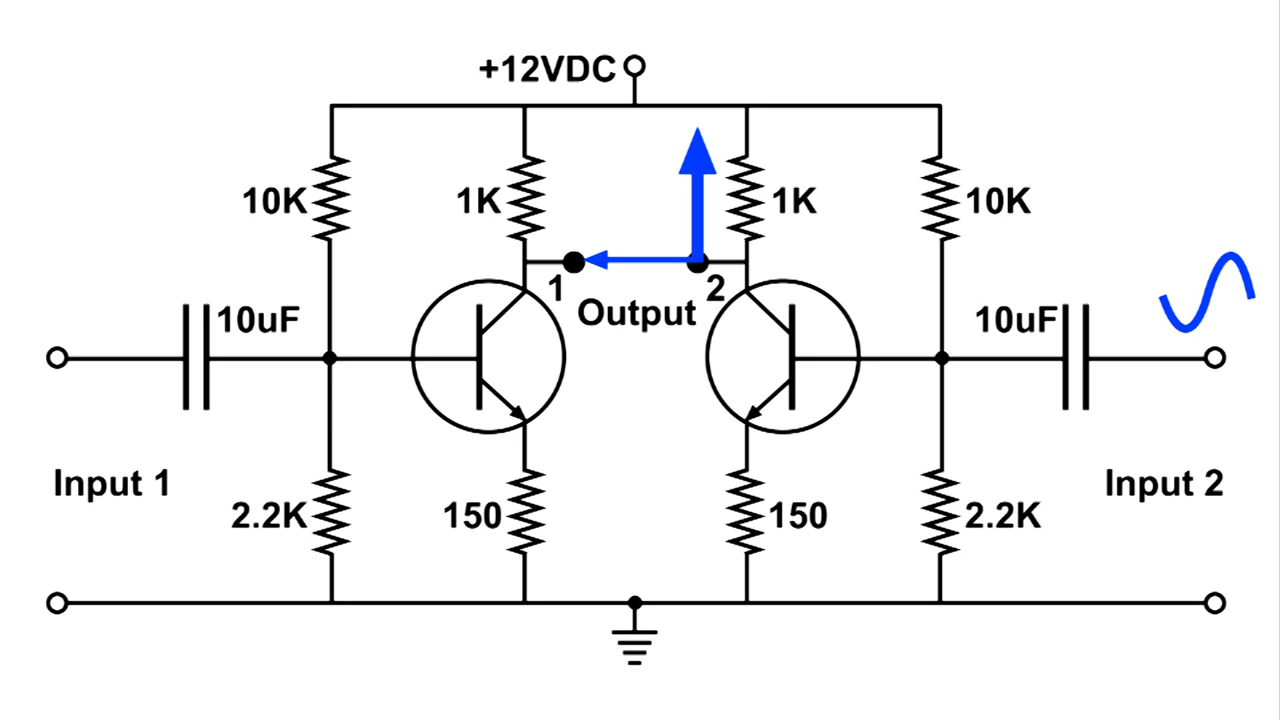 +12VDC
10K
1K
1K
10K
1
2
10uF
Output
10uF
Input 1
Input 2
2.2K
150
150
2.2K